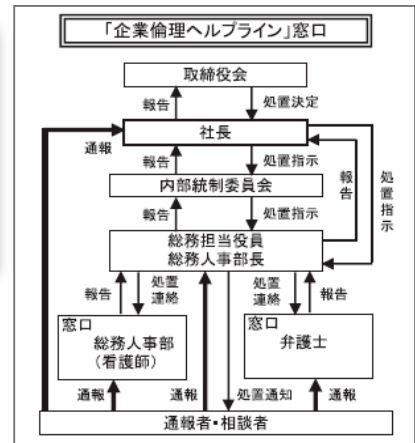 「企業倫理ヘルプライン」窓口
取締役会
報告
処置決定
社長
通報
報告
処置指示
内部統制委員会
報告
処置指示
報告
処置指示
総務担当役員
総務人事部長
報告
処置
連絡
処置
連絡
報告
窓口
総務人事部
(看護師)
窓口
弁護士
通報
通報
処置通知
通報
通報者・相談者